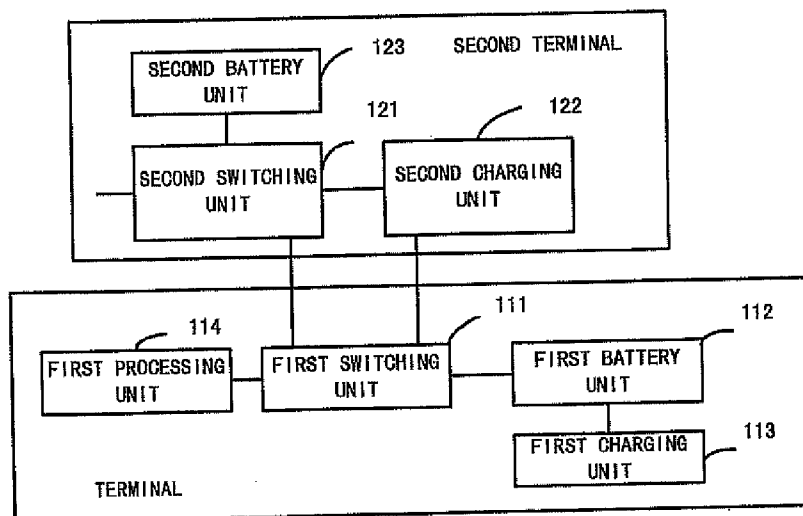 SECOND TERMINAL
123
SECOND BATTERY
UNIT
121
122
SECOND SWITCHING
UNIT
SECOND CHARGING
UNIT
114
111
112
FIRST PROCESSING
UNIT
FIRST SWITCHING
UNIT
FIRST BATTERY
UNIT
FIRST CHARGING
UNIT
113
TERMINAL